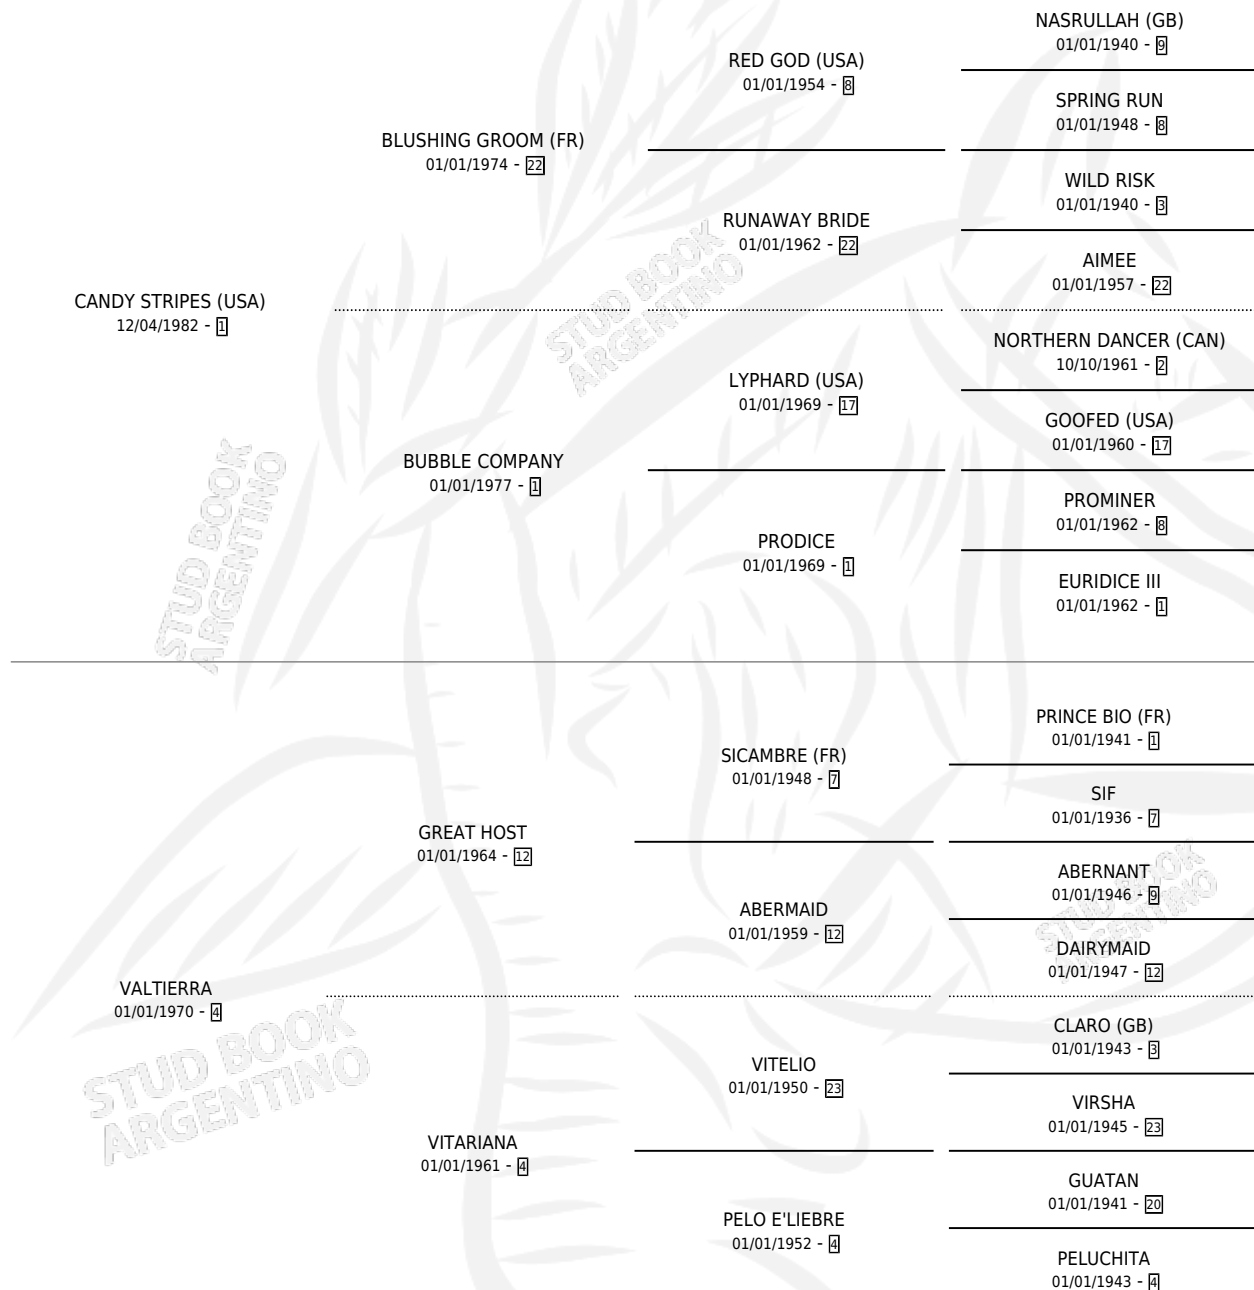 NASRULLAH (GB)
01/01/1940 - 9
RED GOD (USA)
01/01/1954 - 8
SPRING RUN
01/01/1948 - 8
BLUSHING GROOM (FR)
01/01/1974 - 22
WILD RISK
01/01/1940 - 3
RUNAWAY BRIDE
01/01/1962 - 22
AIMEE
01/01/1957 - 22
CANDY STRIPES (USA)
12/04/1982 - 1
NORTHERN DANCER (CAN)
10/10/1961 - 2
LYPHARD (USA)
01/01/1969 - 17
GOOFED (USA)
01/01/1960 - 17
BUBBLE COMPANY
01/01/1977 - 1
PROMINER
01/01/1962 - 8
PRODICE
01/01/1969 - 1
EURIDICE III
01/01/1962 - 1
PRINCE BIO (FR)
01/01/1941 - 1
SICAMBRE (FR)
01/01/1948 - 7
SIF
01/01/1936 - 7
GREAT HOST
01/01/1964 - 12
ABERNANT
01/01/1946 - 9
ABERMAID
01/01/1959 - 12
DAIRYMAID
01/01/1947 - 12
VALTIERRA
01/01/1970 - 4
CLARO (GB)
01/01/1943 - 3
VITELIO
01/01/1950 - 23
VIRSHA
01/01/1945 - 23
VITARIANA
01/01/1961 - 4
GUATAN
01/01/1941 - 20
PELO E'LIEBRE
01/01/1952 - 4
PELUCHITA
01/01/1943 - 4
STUD BOOK
ARGENTINO
STUD BOOK
ARGENTINO
STUD BOOK
ARGENTINO
STUD BOOK
ARGENTINO